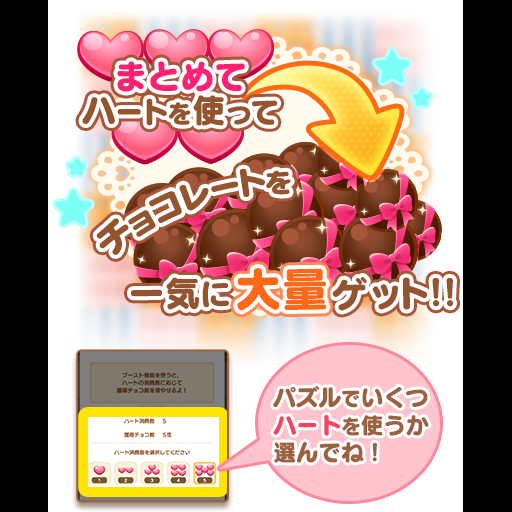 まとめて
ハートを使って
チョコレートを
一気に大量ゲット!!
ブースト機能を使うと、
ハートの消費数に応じて
獲得チョコ数を増やせるよ！
ハート消費数 5
獲得チョコ数 5倍
ハート消費数を選択してください
1 2 3 4 5
パズルでいくつ
ハートを使うか
選んでね！